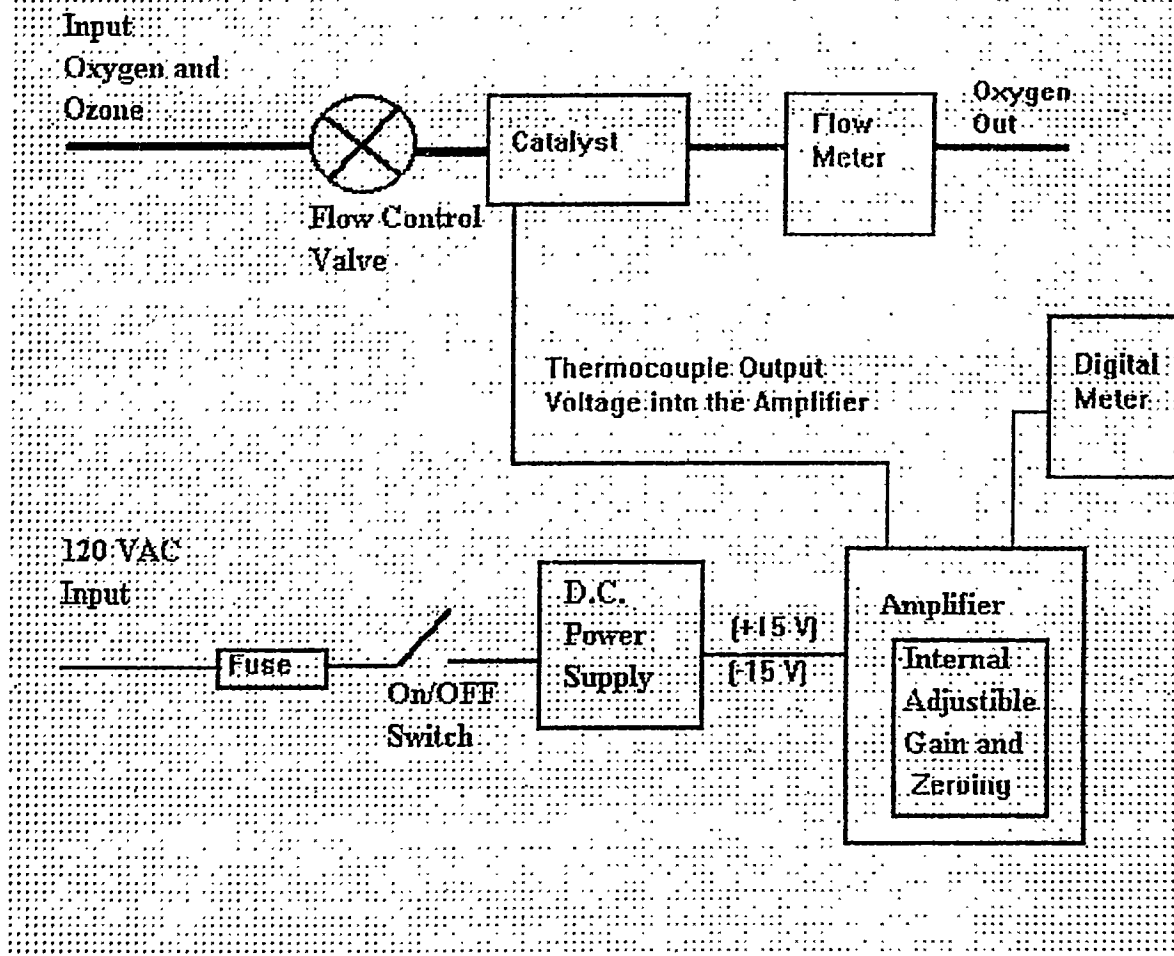 Input
Oxygen and
Ozone
Flow Control
Valve
Catalyst
Flow
Meter
Oxygen
Out
Thermocouple Output
Voltage into the Amplifier
Digital
Meter
120 VAC
Input
Fuse
On/OFF
Switch
D.C.
Power
Supply
(+15 V)
(-15 V)
Amplifier
Internal
Adjustible
Gain and
Zeroing